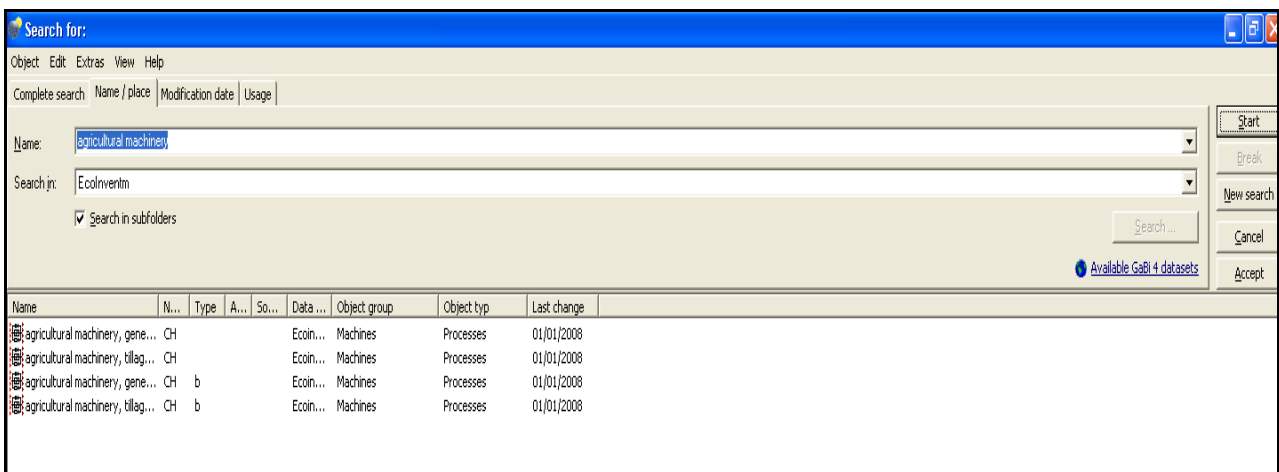 Search for:
Object Edit Extras View Help
Complete search Name / place Modification date Usage
Name: agricultural machinery
Start
Break
Search in: EcoInventm
New search
Search in subfolders
Search ...
Cancel
Available GaBi 4 datasets
Accept
Name N... Type A... So... Data ... Object group Object typ Last change
agricultural machinery, gene... CH Ecoin... Machines Processes 01/01/2008
agricultural machinery, tillag... CH Ecoin... Machines Processes 01/01/2008
agricultural machinery, gene... CH b Ecoin... Machines Processes 01/01/2008
agricultural machinery, tillag... CH b Ecoin... Machines Processes 01/01/2008